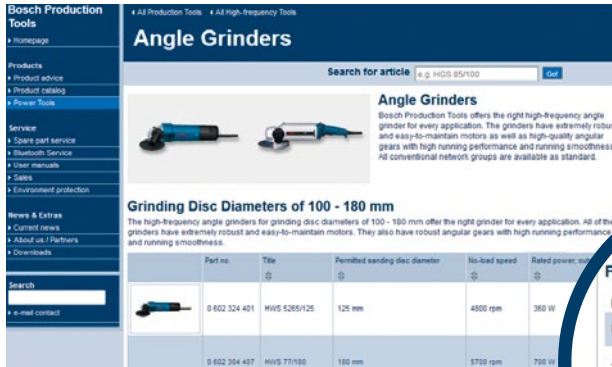 Bosch Production
Tools
Homepage
Products
Product advice
Product catalog
Power Tools
Service
Spare part service
Bluetooth Service
User manuals
Sales
Environment protection
News & Extras
Current news
About us / Partners
Downloads
Search
e-mail contact
All Production Tools All High-frequency Tools
Angle Grinders
Search for article e.g. HGS 85/100 Go!
Angle Grinders
Bosch Production Tools offers the right high-frequency angle
grinder for every application. The grinders have extremely robus
and easy-to-maintain motors as well as high-quality angular
gears with high running performance and running smoothness
All conventional network groups are available as standard.
Grinding Disc Diameters of 100 - 180 mm
The high-frequency angle grinders for grinding disc diameters of 100 - 180 mm offer the right grinder for every application. All of the
grinders have extremely robust and easy-to-maintain motors. They also have robust angular gears with high running performance
and running smoothness.
Part no. Title Permitted sanding disc diameter No-load speed Rated power, out
0 602 324 401 HWS 5265/125 125 mm 4800 rpm 360 W
0 602 304 407 HWS 77/180 180 mm 5700 rpm 700 W